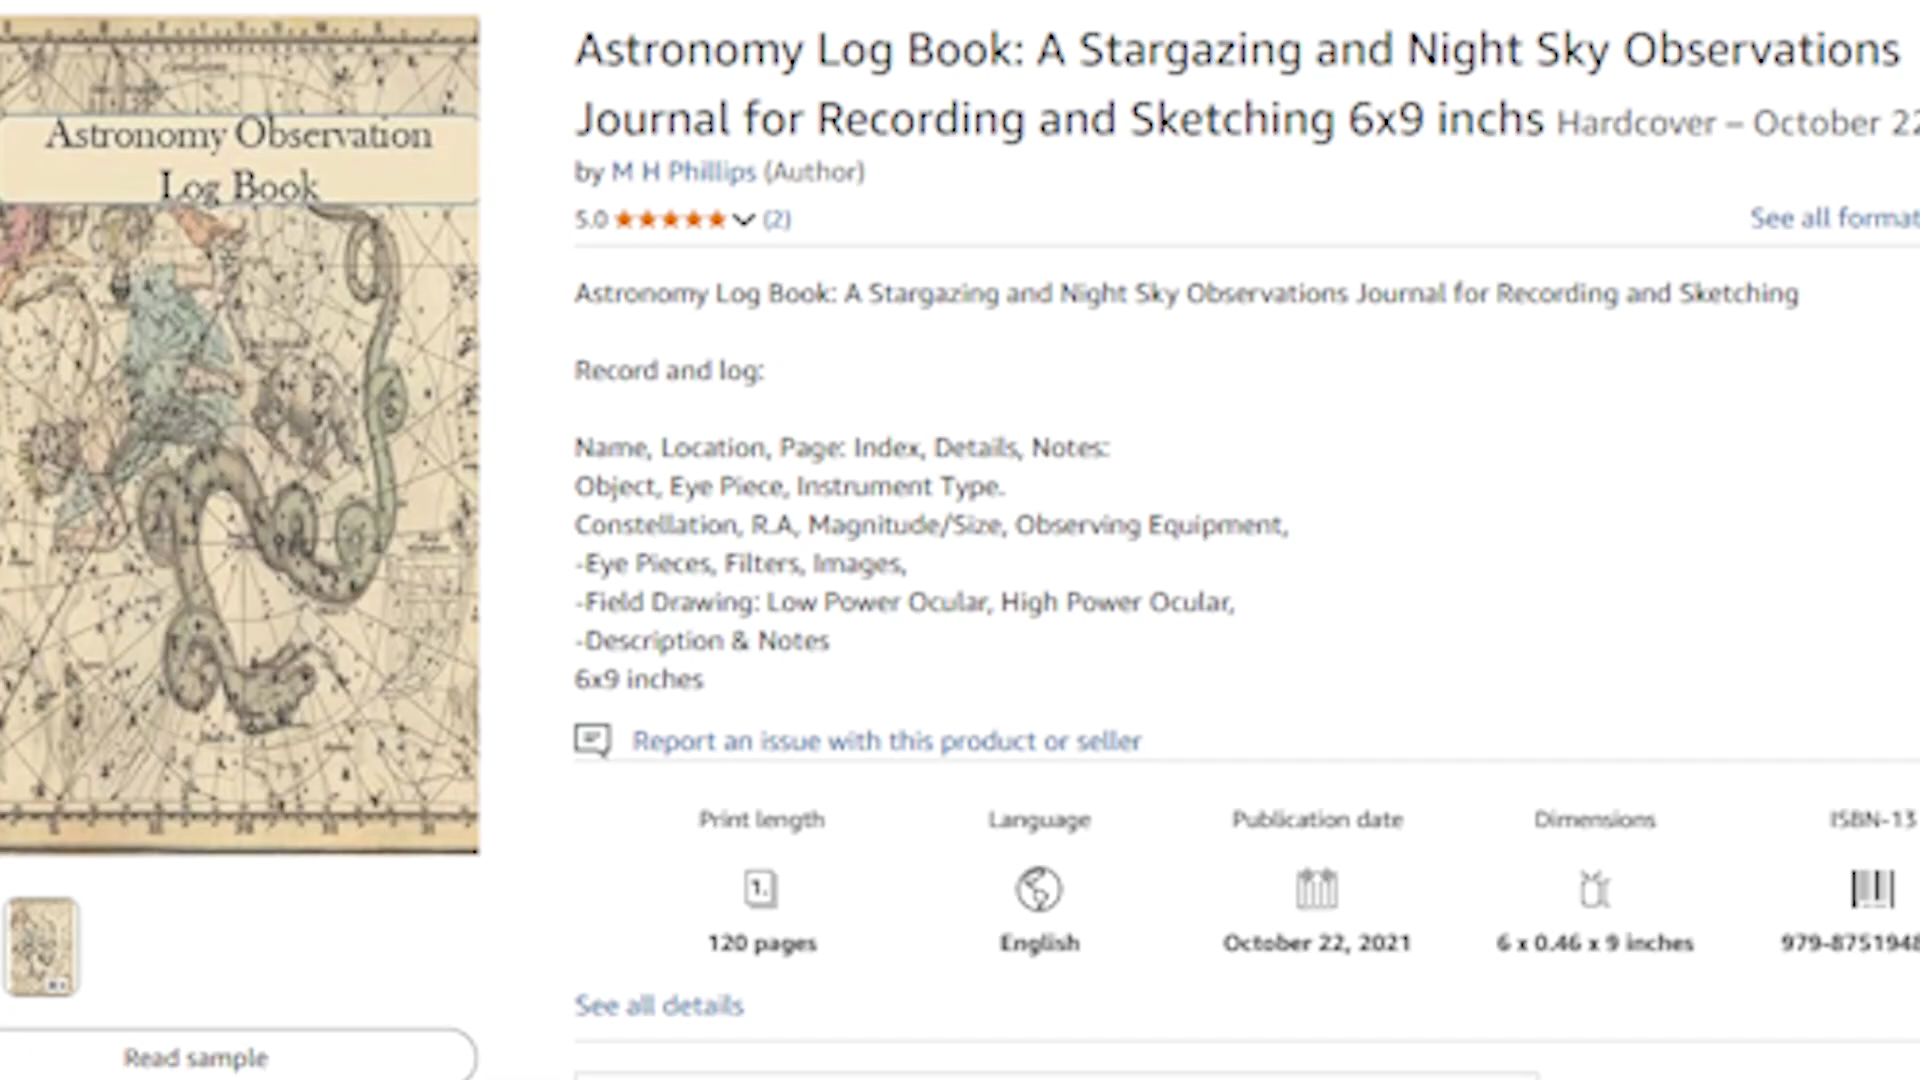 Astronomy Observation
Log Book
Astronomy Log Book: A Stargazing and Night Sky Observations
Journal for Recording and Sketching 6x9 inchs Hardcover – October 22
by M H Phillips (Author)
5.0 (2)
See all format
Astronomy Log Book: A Stargazing and Night Sky Observations Journal for Recording and Sketching
Record and log:
Name, Location, Page: Index, Details, Notes:
Object, Eye Piece, Instrument Type.
Constellation, R.A, Magnitude/Size, Observing Equipment,
-Eye Pieces, Filters, Images,
-Field Drawing: Low Power Ocular, High Power Ocular,
-Description & Notes
6x9 inches
Report an issue with this product or seller
Print length Language Publication date Dimensions ISBN-13
1.
120 pages English October 22, 2021 6 x 0.46 x 9 inches 979-8751948
See all details
Read sample